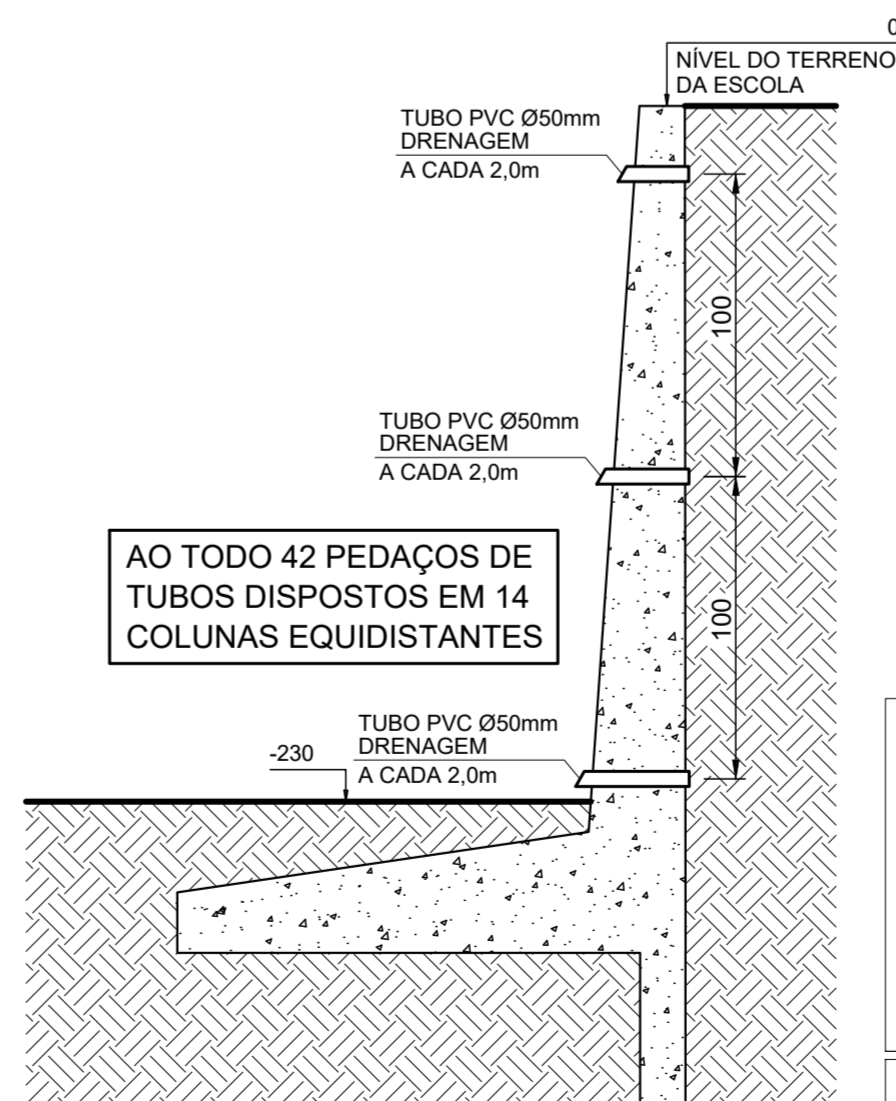 0
NÍVEL DO TERRENO
DA ESCOLA
TUBO PVC Ø50mm
DRENAGEM
A CADA 2,0m
100
TUBO PVC Ø50mm
DRENAGEM
A CADA 2,0m
AO TODO 42 PEDAÇOS DE
TUBOS DISPOSTOS EM 14
COLUNAS EQUIDISTANTES
100
TUBO PVC Ø50mm
DRENAGEM
A CADA 2,0m
-230